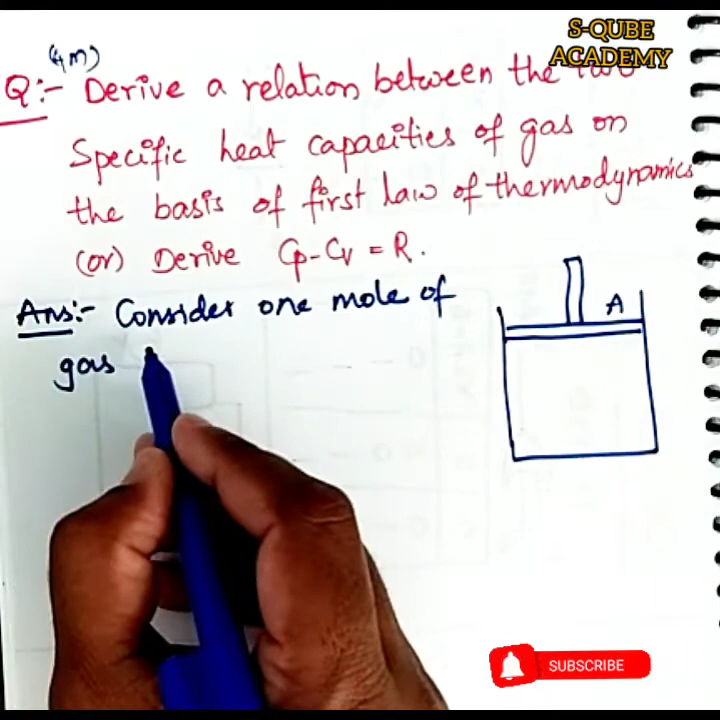 S-QUBE
ACADEMY
(4m)
Q:- Derive a relation between the two
Specific heat capacities of gas on
the basis of first law of thermodynamics
(or) Derive Cp-Cv = R.
Ans:- Consider one mole of
gas
A
SUBSCRIBE